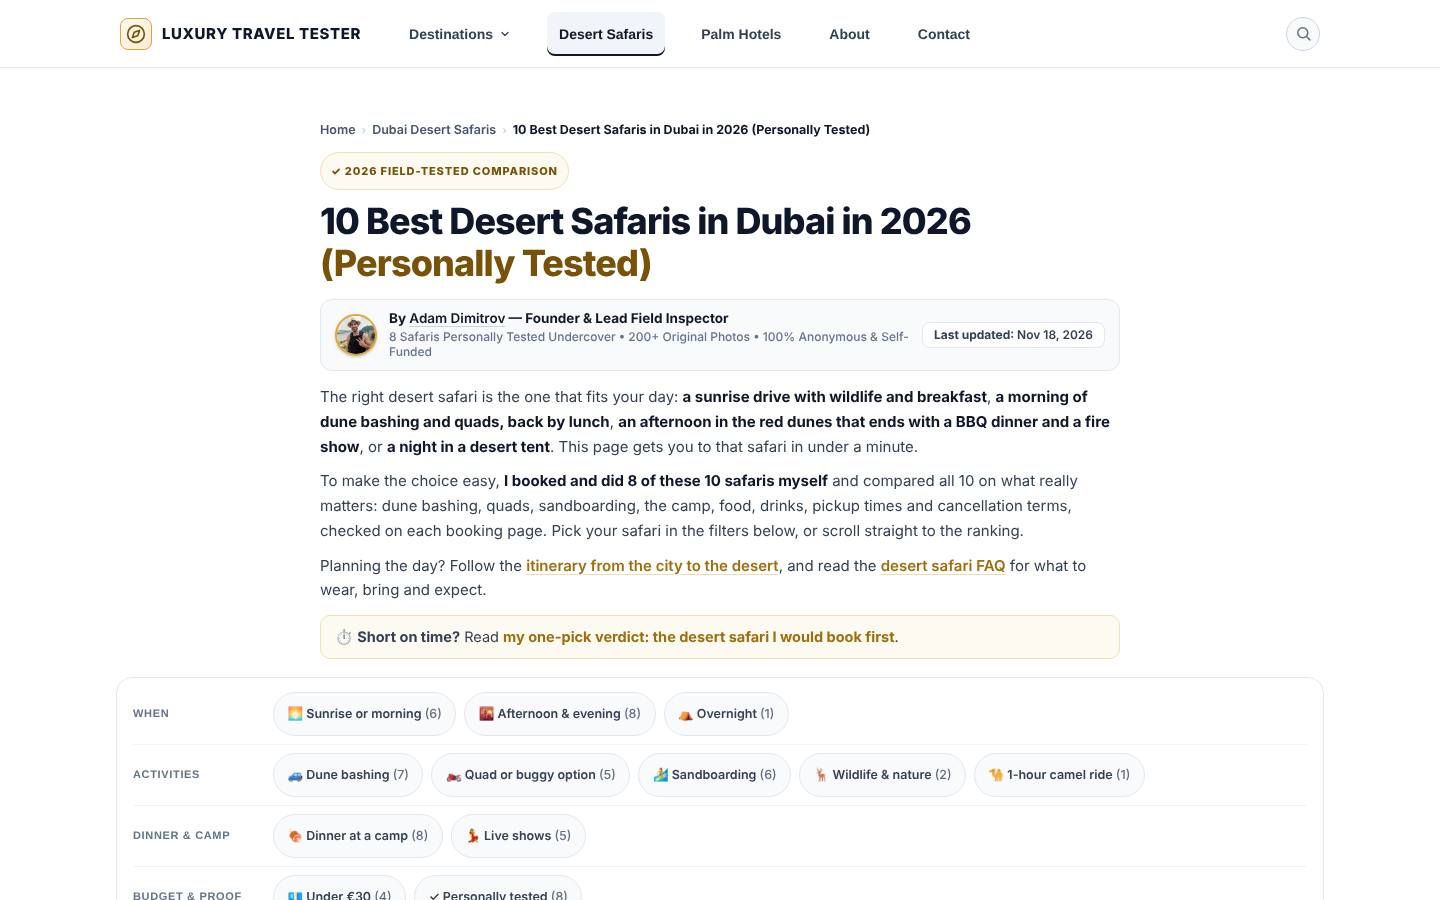 LUXURY TRAVEL TESTER
Destinations
Desert Safaris
Palm Hotels
About
Contact
Home › Dubai Desert Safaris › 10 Best Desert Safaris in Dubai in 2026 (Personally Tested)
✓ 2026 FIELD-TESTED COMPARISON
10 Best Desert Safaris in Dubai in 2026
(Personally Tested)
By Adam Dimitrov — Founder & Lead Field Inspector
8 Safaris Personally Tested Undercover • 200+ Original Photos • 100% Anonymous & Self-
Funded
Last updated: Nov 18, 2026
The right desert safari is the one that fits your day: a sunrise drive with wildlife and breakfast, a morning of
dune bashing and quads, back by lunch, an afternoon in the red dunes that ends with a BBQ dinner and a fire
show, or a night in a desert tent. This page gets you to that safari in under a minute.
To make the choice easy, I booked and did 8 of these 10 safaris myself and compared all 10 on what really
matters: dune bashing, quads, sandboarding, the camp, food, drinks, pickup times and cancellation terms,
checked on each booking page. Pick your safari in the filters below, or scroll straight to the ranking.
Planning the day? Follow the itinerary from the city to the desert, and read the desert safari FAQ for what to
wear, bring and expect.
⏱️ Short on time? Read my one-pick verdict: the desert safari I would book first.
WHEN
🌅 Sunrise or morning (6)
🌇 Afternoon & evening (8)
⛺ Overnight (1)
ACTIVITIES
🚙 Dune bashing (7)
🏍️ Quad or buggy option (5)
🏄 Sandboarding (6)
🦌 Wildlife & nature (2)
🐪 1-hour camel ride (1)
DINNER & CAMP
🍖 Dinner at a camp (8)
💃 Live shows (5)
BUDGET & PROOF
💶 Under €30 (4)
✓ Personally tested (8)